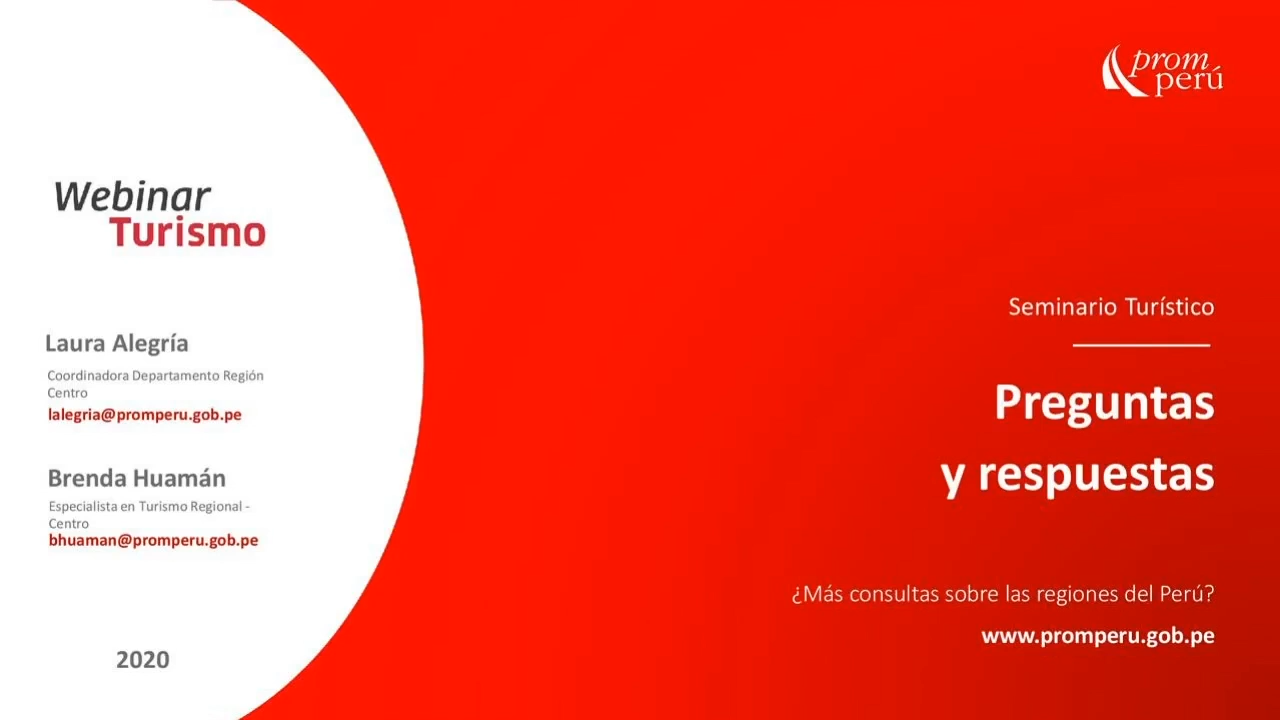 Webinar
Turismo
Laura Alegría
Coordinadora Departamento Región
Centro
lalegria@promperu.gob.pe
Brenda Huamán
Especialista en Turismo Regional -
Centro
bhuaman@promperu.gob.pe
2020
prom
perú
Seminario Turístico
Preguntas
y respuestas
¿Más consultas sobre las regiones del Perú?
www.promperu.gob.pe